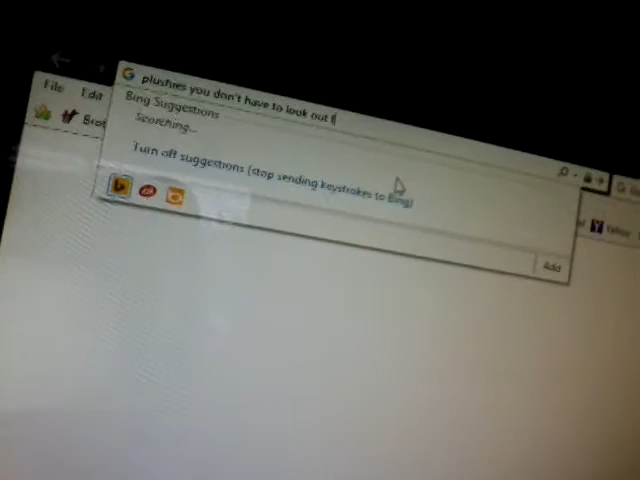 plushies you don't have to look out f
File Edit
Bing Suggestions
Searching...
Turn off suggestions (stop sending keystrokes to Bing)
Yahoo
Add